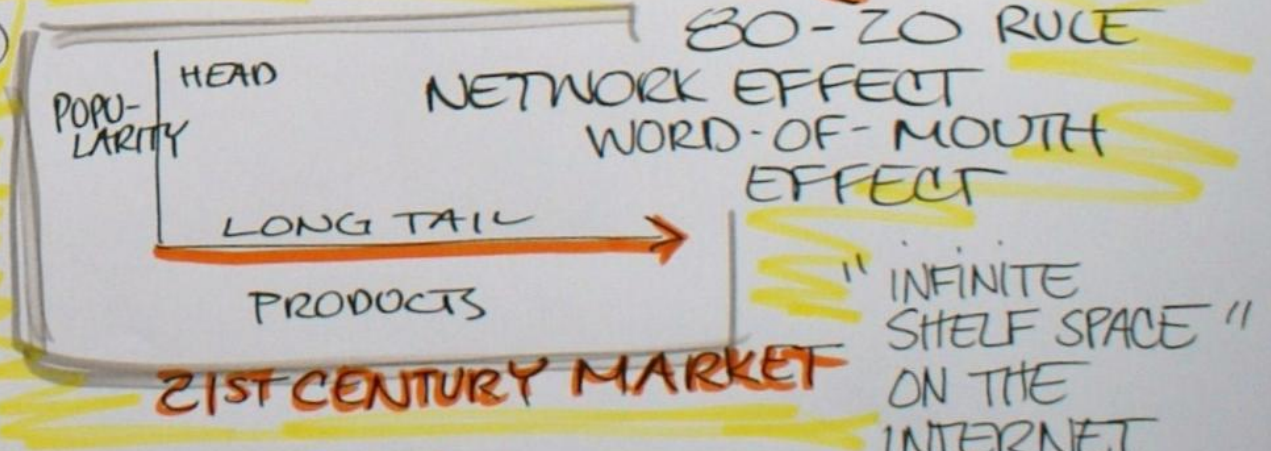 80-20 RULE
HEAD
NETWORK EFFECT
POPU-
LARITY
WORD-OF-MOUTH
EFFECT
LONG TAIL
PRODUCTS
"INFINITE
SHELF SPACE"
ON THE
INTERNET
21ST CENTURY MARKET